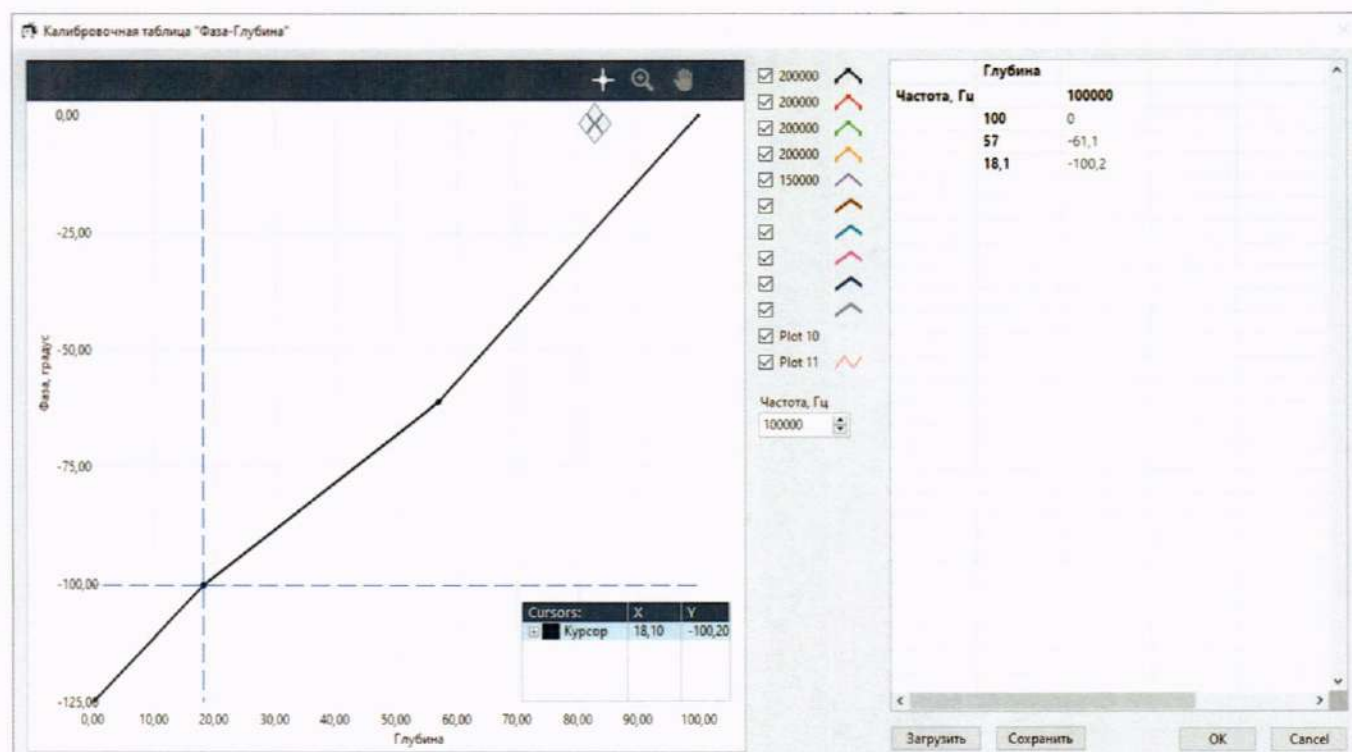 Калибровочная таблица "Фаза-Глубина"
0,00
-25,00
-50,00
-75,00
-100,00
-125,00
Фаза, градус
0,00 10,00 20,00 30,00 40,00 50,00 60,00 70,00 80,00 90,00 100,00
Глубина
Cursors: X Y
Курсор 18,10 -100,20
200000
200000
200000
200000
150000
Plot 10
Plot 11
Частота, Гц
100000
Глубина
Частота, Гц 100000
100 0
57 -61,1
18,1 -100,2
Загрузить Сохранить OK Cancel